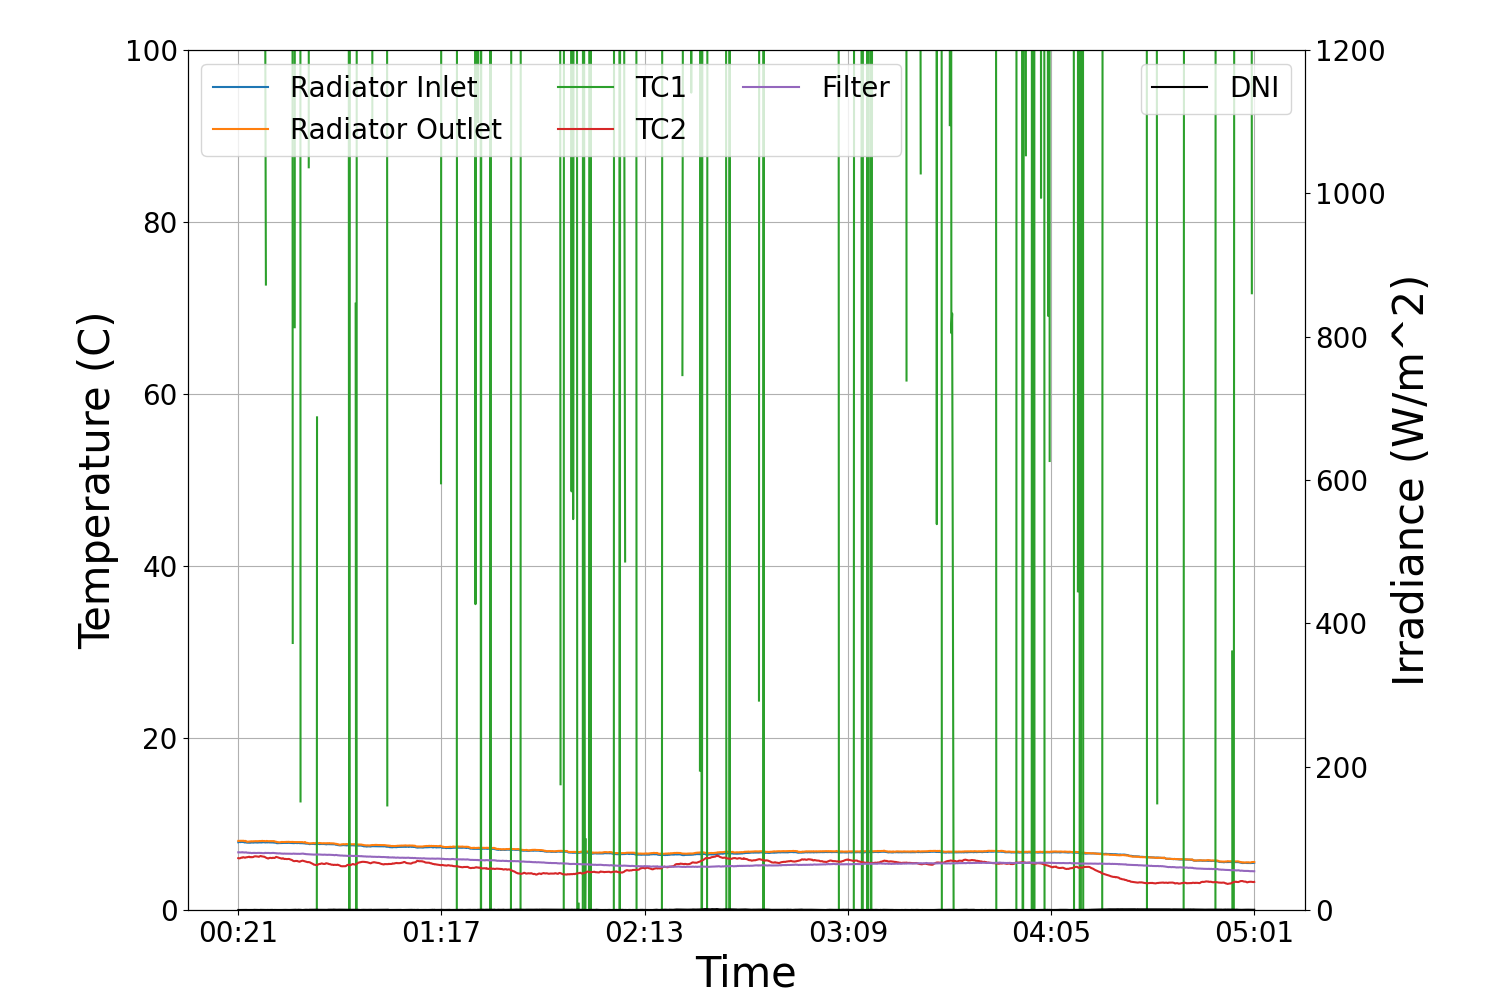 100
80
60
40
20
0
Temperature (C)
Radiator Inlet
Radiator Outlet
TC1
TC2
Filter
DNI
1200
1000
800
600
400
200
0
Irradiance (W/m^2)
00:21 01:17 02:13 03:09 04:05 05:01
Time